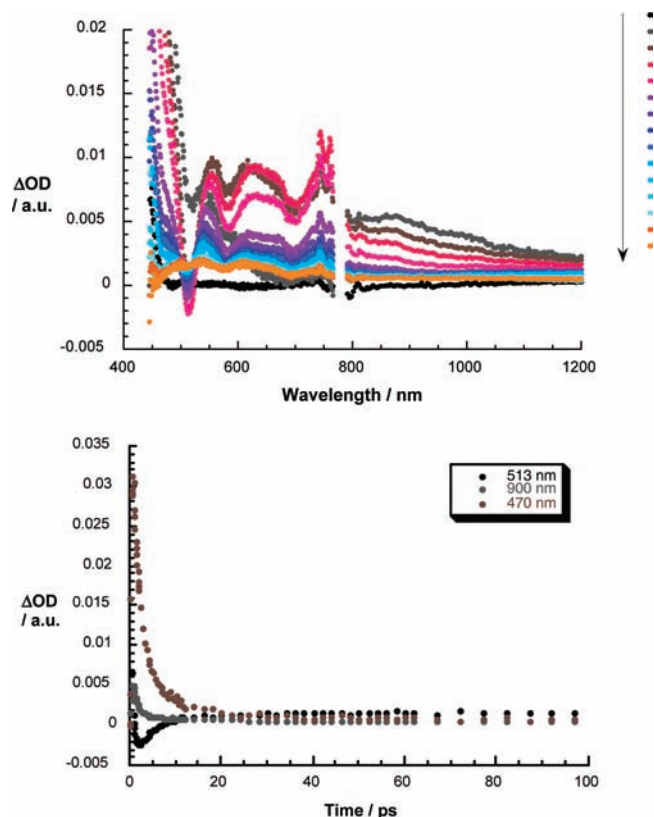 0.02
0.015
0.01
ΔOD
/ a.u.
0.005
0
-0.005
400 600 800 1000 1200
Wavelength / nm
0.035
0.03
0.025
0.02
ΔOD
/ a.u.
0.015
0.01
0.005
0
-0.005
0 20 40 60 80 100
Time / ps
513 nm
900 nm
470 nm